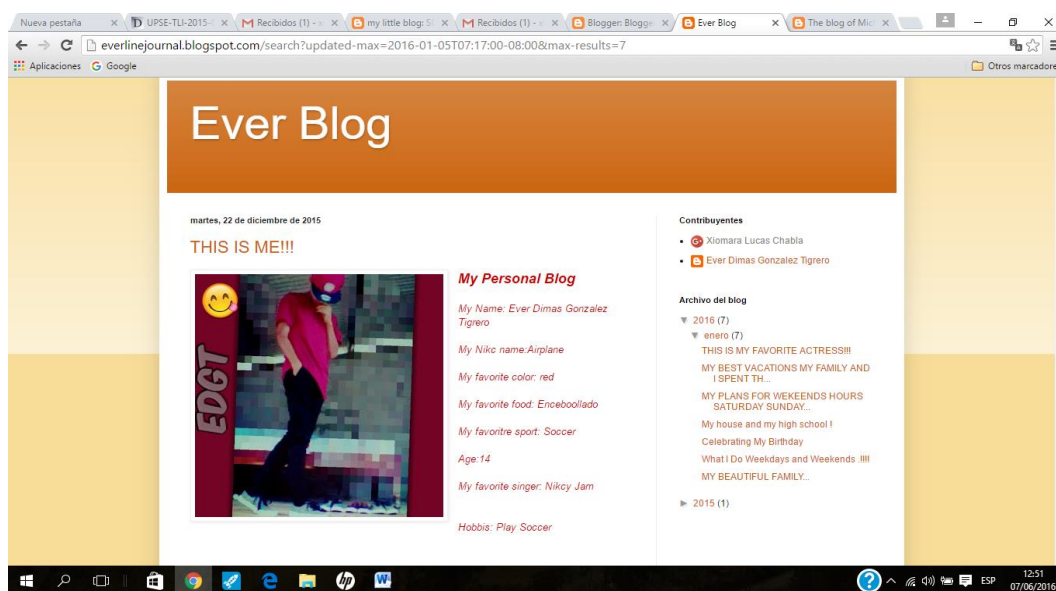 Nueva pestaña
UPSE-TLI-2015-
Recibidos (1) -
my little blog: S
Recibidos (1) -
Blogger: Blogge
Ever Blog
The blog of Mic
everlinejournal.blogspot.com/search?updated-max=2016-01-05T07:17:00-08:00&max-results=7
Aplicaciones Google Otros marcadore
Ever Blog
martes, 22 de diciembre de 2015
THIS IS ME!!!
EDGT
My Personal Blog
My Name: Ever Dimas Gonzalez
Tigrero
My Nikc name:Airplane
My favorite color: red
My favorite food: Enceboollado
My favoritre sport: Soccer
Age:14
My favorite singer: Nikcy Jam
Hobbis: Play Soccer
Contribuyentes
Xiomara Lucas Chabla
Ever Dimas Gonzalez Tigrero
Archivo del blog
▼ 2016 (7)
▼ enero (7)
THIS IS MY FAVORITE ACTRESS!!!
MY BEST VACATIONS MY FAMILY AND
I SPENT TH...
MY PLANS FOR WEKEENDS HOURS
SATURDAY SUNDAY...
My house and my high school !
Celebrating My Birthday
What I Do Weekdays and Weekends .!!!!
MY BEAUTIFUL FAMILY...
► 2015 (1)
hp
ESP
12:51
07/06/2016